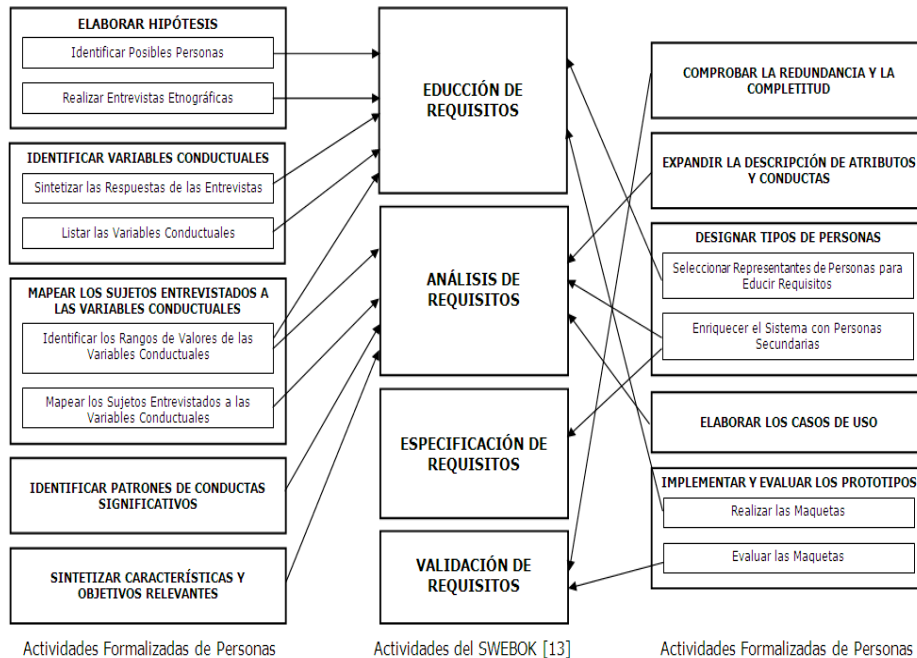 ELABORAR HIPÓTESIS
Identificar Posibles Personas
Realizar Entrevistas Etnográficas
IDENTIFICAR VARIABLES CONDUCTUALES
Sintetizar las Respuestas de las Entrevistas
Listar las Variables Conductuales
MAPEAR LOS SUJETOS ENTREVISTADOS A
LAS VARIABLES CONDUCTUALES
Identificar los Rangos de Valores de las
Variables Conductuales
Mapear los Sujetos Entrevistados a las
Variables Conductuales
IDENTIFICAR PATRONES DE CONDUCTAS
SIGNIFICATIVOS
SINTETIZAR CARACTERÍSTICAS Y
OBJETIVOS RELEVANTES
Actividades Formalizadas de Personas
EDUCCIÓN DE
REQUISITOS
ANÁLISIS DE
REQUISITOS
ESPECIFICACIÓN DE
REQUISITOS
VALIDACIÓN DE
REQUISITOS
Actividades del SWEBOK [13]
COMPROBAR LA REDUNDANCIA Y LA
COMPLETITUD
EXPANDIR LA DESCRIPCIÓN DE ATRIBUTOS
Y CONDUCTAS
DESIGNAR TIPOS DE PERSONAS
Seleccionar Representantes de Personas para
Educir Requisitos
Enriquecer el Sistema con Personas
Secundarias
ELABORAR LOS CASOS DE USO
IMPLEMENTAR Y EVALUAR LOS PROTOTIPOS
Realizar las Maquetas
Evaluar las Maquetas
Actividades Formalizadas de Personas